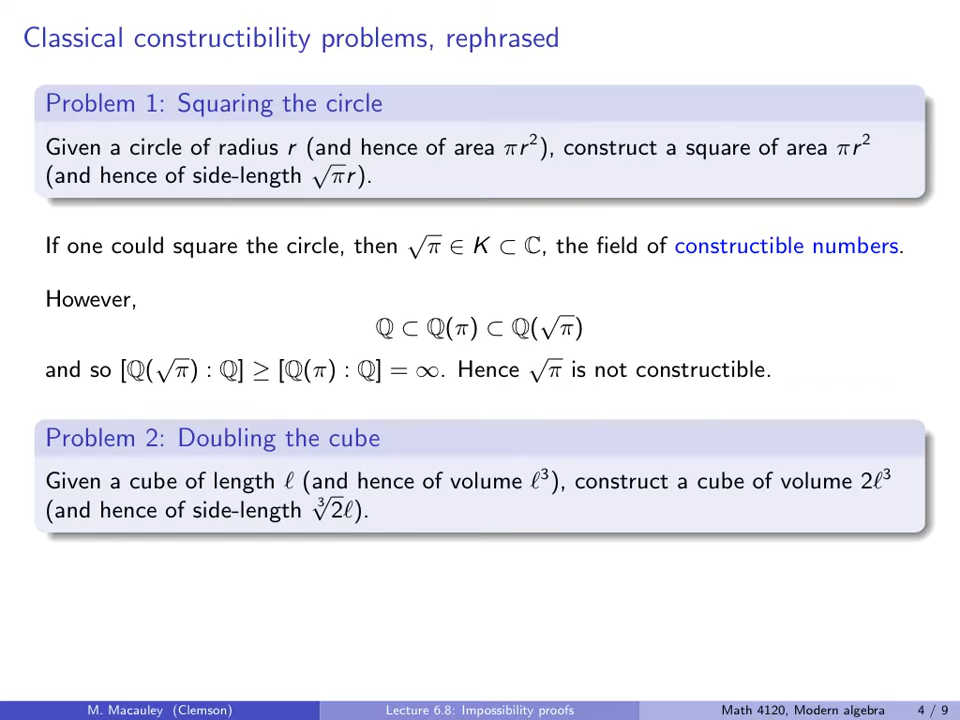 Classical constructibility problems, rephrased
Problem 1: Squaring the circle
Given a circle of radius r (and hence of area πr²), construct a square of area πr²
(and hence of side-length √πr).
If one could square the circle, then √π ∈ K ⊂ ℂ, the field of constructible numbers.
However,
ℚ ⊂ ℚ(π) ⊂ ℚ(√π)
and so [ℚ(√π) : ℚ] ≥ [ℚ(π) : ℚ] = ∞. Hence √π is not constructible.
Problem 2: Doubling the cube
Given a cube of length ℓ (and hence of volume ℓ³), construct a cube of volume 2ℓ³
(and hence of side-length ∛2ℓ).
M. Macauley (Clemson) Lecture 6.8: Impossibility proofs Math 4120, Modern algebra 4 / 9